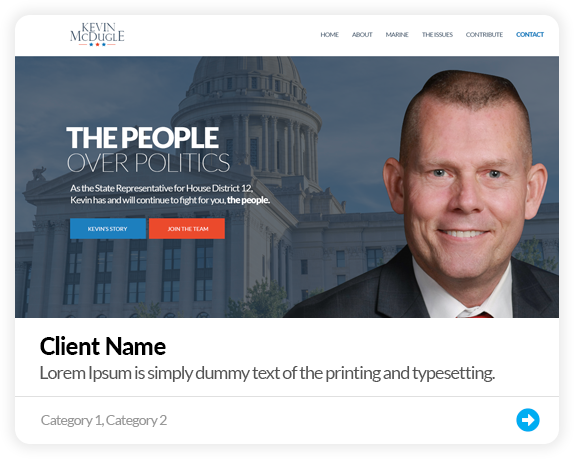 KEVIN
McDUGLE
HOME ABOUT MARINE THE ISSUES CONTRIBUTE CONTACT
THE PEOPLE
OVER POLITICS
As the State Representative for House District 12,
Kevin has and will continue to fight for you, the people.
KEVIN'S STORY JOIN THE TEAM
Client Name
Lorem Ipsum is simply dummy text of the printing and typesetting.
Category 1, Category 2